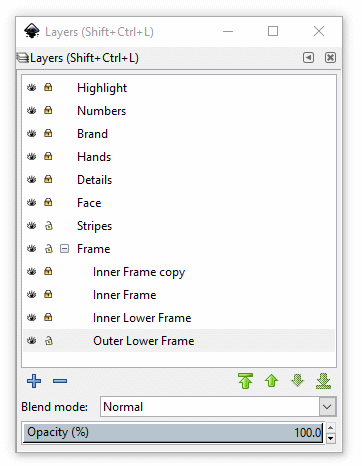 Layers (Shift+Ctrl+L)
Layers (Shift+Ctrl+L)
Highlight
Numbers
Brand
Hands
Details
Face
Stripes
Frame
Inner Frame copy
Inner Frame
Inner Lower Frame
Outer Lower Frame
Blend mode: Normal
Opacity (%) 100.0